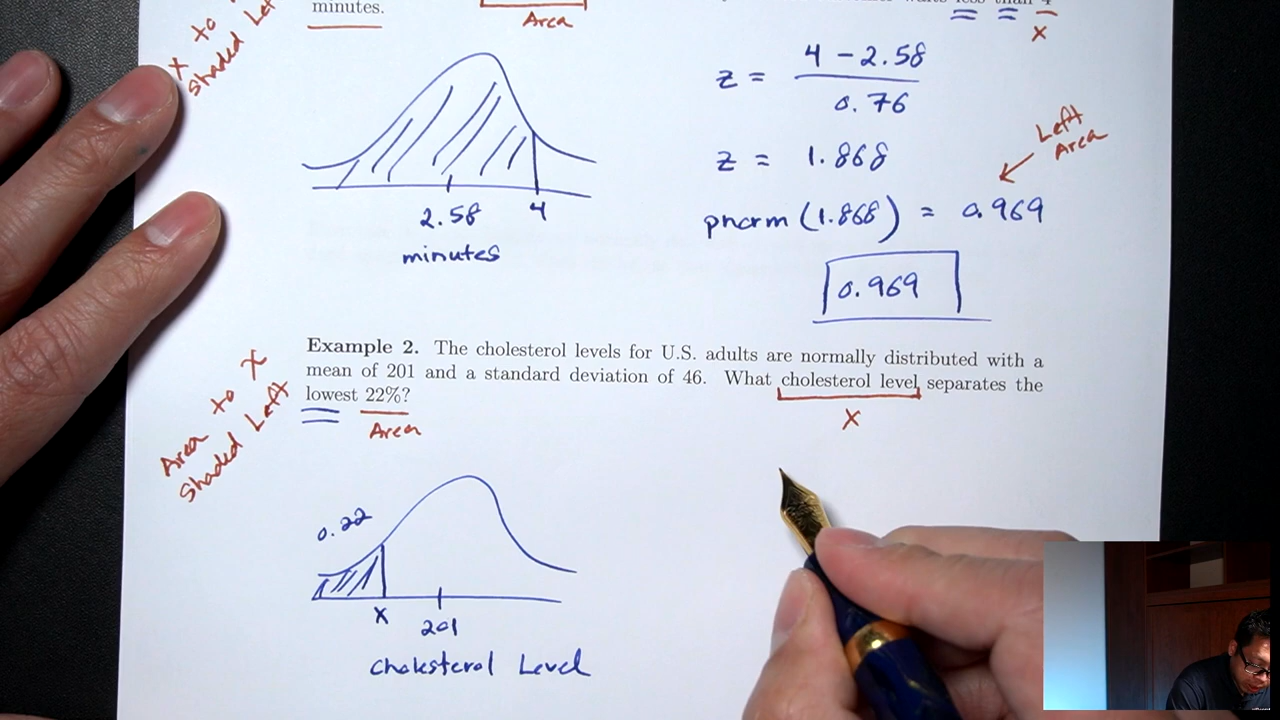 minutes.
Area
less than 4
x
x to
Shaded Left
z = 4 - 2.58
0.76
z = 1.868
Left
Area
pnorm (1.868) = 0.969
2.58 4
minutes
0.969
Example 2. The cholesterol levels for U.S. adults are normally distributed with a
mean of 201 and a standard deviation of 46. What cholesterol level separates the
lowest 22%?
Area
x
Area to x
Shaded Left
0.22
x 201
Cholesterol Level